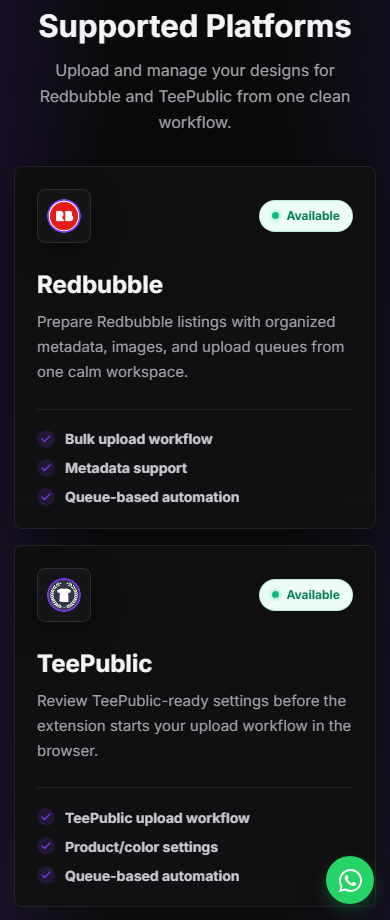 Supported Platforms
Upload and manage your designs for
Redbubble and TeePublic from one clean
workflow.
RB
Available
Redbubble
Prepare Redbubble listings with organized
metadata, images, and upload queues from
one calm workspace.
Bulk upload workflow
Metadata support
Queue-based automation
Available
TeePublic
Review TeePublic-ready settings before the
extension starts your upload workflow in the
browser.
TeePublic upload workflow
Product/color settings
Queue-based automation